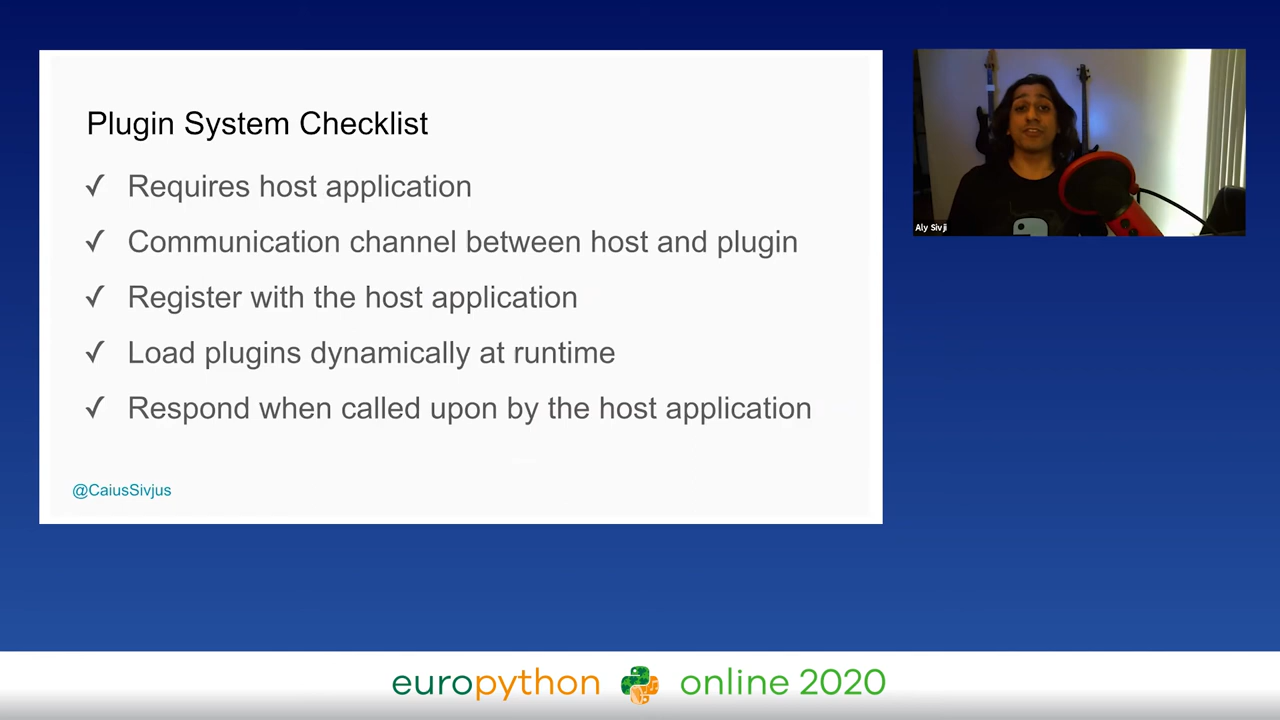 Plugin System Checklist
✓ Requires host application
✓ Communication channel between host and plugin
✓ Register with the host application
✓ Load plugins dynamically at runtime
✓ Respond when called upon by the host application
@CaiusSivjus
Aly Sivji
europython online 2020